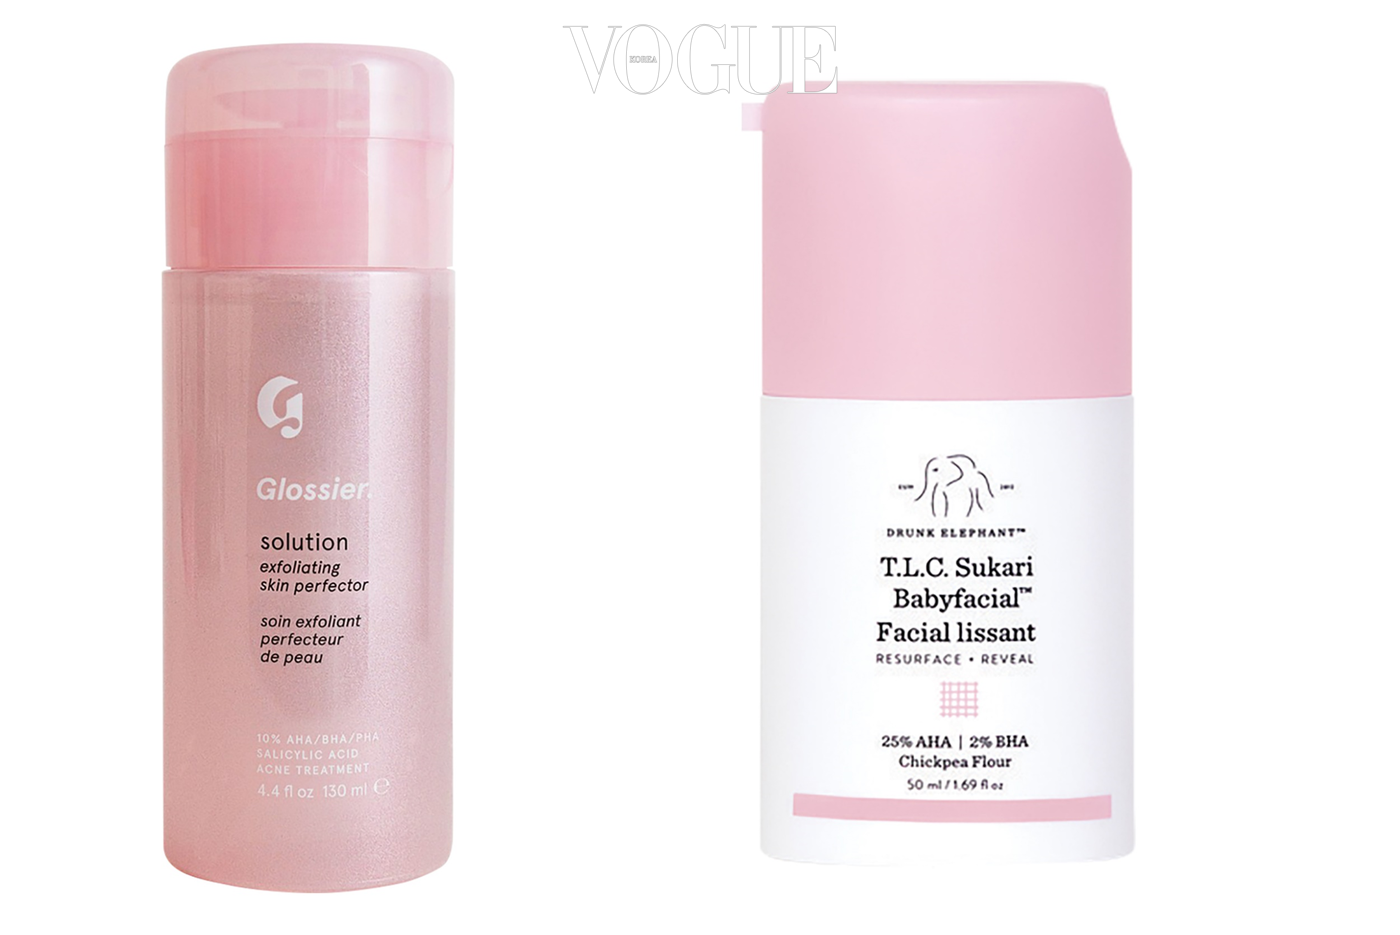 VOGUE
KOREA
G
Glossier.
solution
exfoliating
skin perfector
soin exfoliant
perfecteur
de peau
10% AHA/BHA/PHA
SALICYLIC ACID
ACNE TREATMENT
4.4 fl oz 130 ml ℮
DRUNK ELEPHANT™
T.L.C. Sukari
Babyfacial™
Facial lissant
RESURFACE • REVEAL
25% AHA | 2% BHA
Chickpea Flour
50 ml / 1.69 fl oz